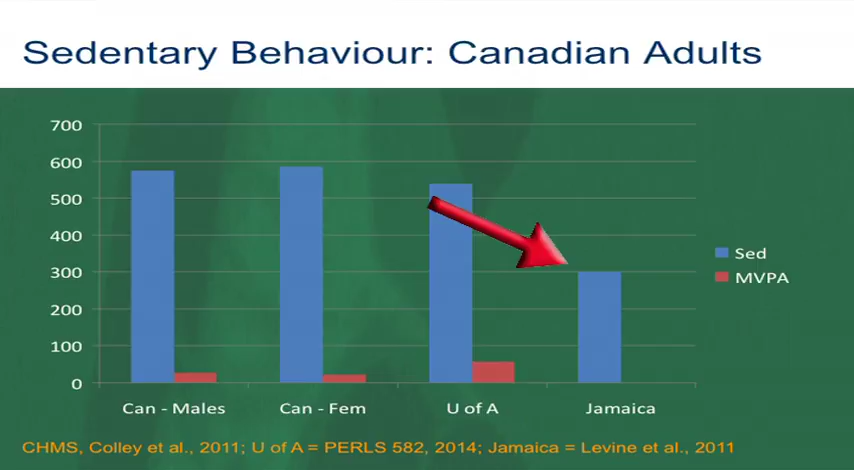 Sedentary Behaviour: Canadian Adults
700
600
500
400
300
200
100
0
Can - Males
Can - Fem
U of A
Jamaica
Sed
MVPA
CHMS, Colley et al., 2011; U of A = PERLS 582, 2014; Jamaica = Levine et al., 2011